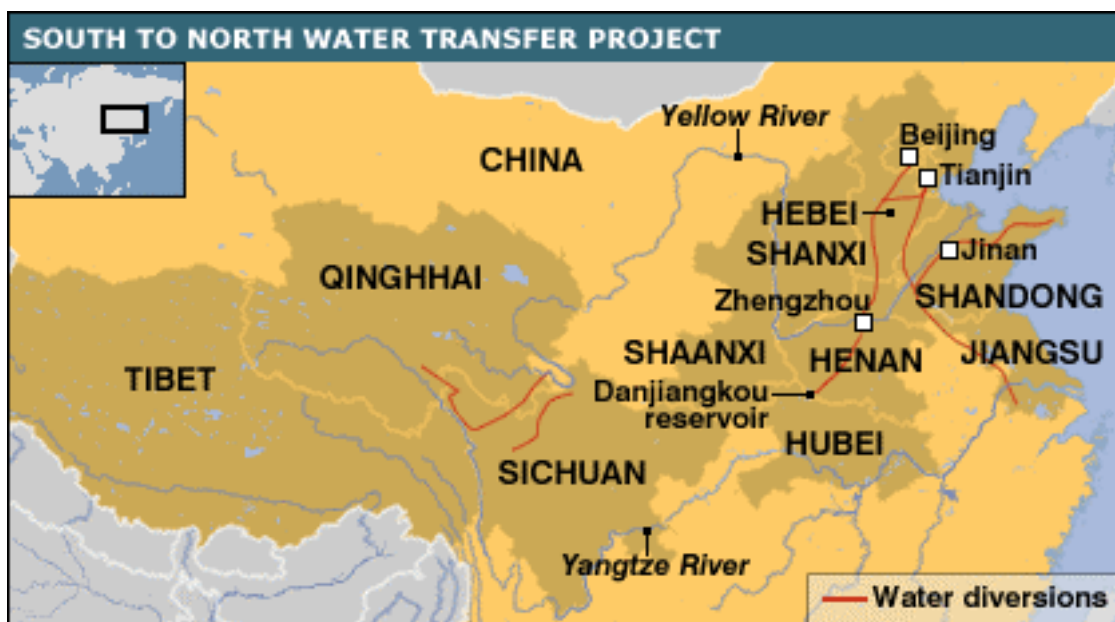 SOUTH TO NORTH WATER TRANSFER PROJECT
Yellow River
Beijing
CHINA
Tianjin
HEBEI
SHANXI
Jinan
QINGHHAI
Zhengzhou
SHANDONG
SHAANXI
HENAN
JIANGSU
TIBET
Danjiangkou
reservoir
HUBEI
SICHUAN
Yangtze River
Water diversions